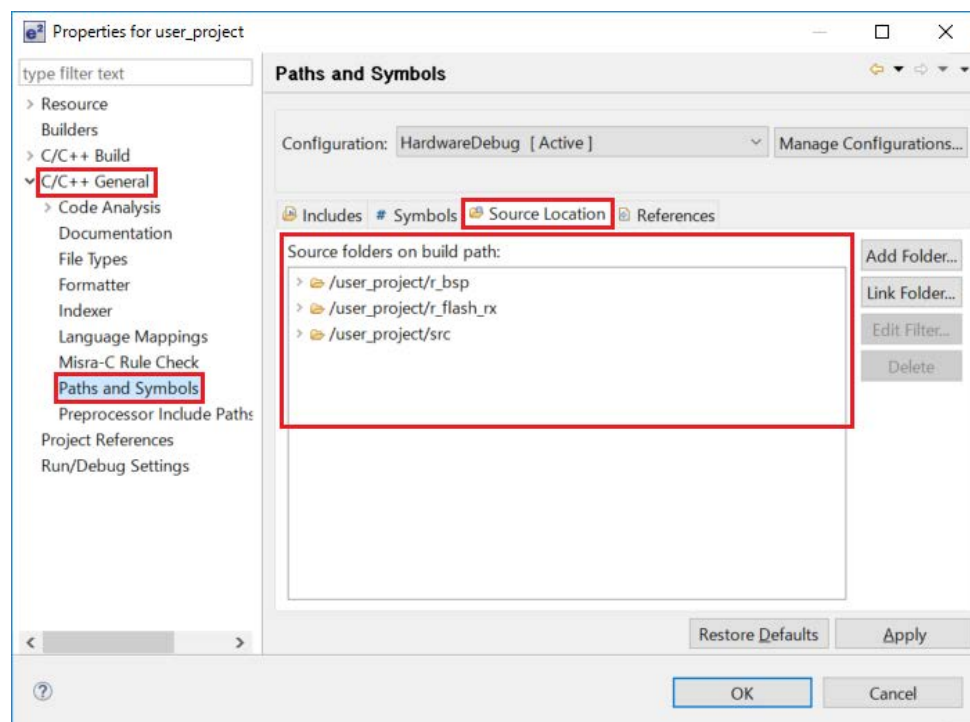 e² Properties for user_project
type filter text
Resource
Builders
C/C++ Build
C/C++ General
Code Analysis
Documentation
File Types
Formatter
Indexer
Language Mappings
Misra-C Rule Check
Paths and Symbols
Preprocessor Include Paths
Project References
Run/Debug Settings
Paths and Symbols
Configuration: HardwareDebug [ Active ] Manage Configurations...
Includes # Symbols Source Location References
Source folders on build path:
/user_project/r_bsp
/user_project/r_flash_rx
/user_project/src
Add Folder...
Link Folder...
Edit Filter...
Delete
Restore Defaults Apply
? OK Cancel